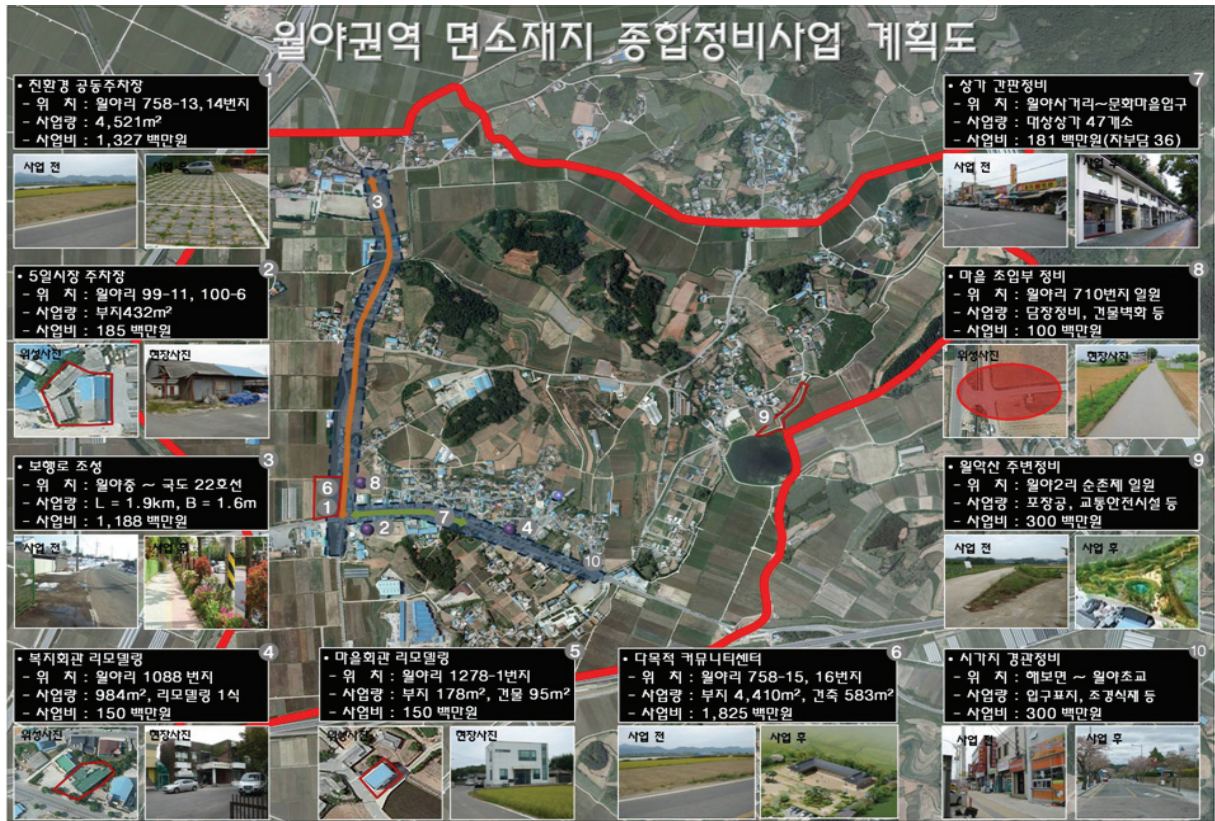 월야권역 면소재지 종합정비사업 계획도
1
• 친환경 공동주차장
- 위 치 : 월야리 758-13, 14번지
- 사업량 : 4,521m²
- 사업비 : 1,327 백만원
사업 전
사업 후
2
• 5일시장 주차장
- 위 치 : 월야리 99-11, 100-6
- 사업량 : 부지432m²
- 사업비 : 185 백만원
위성사진
현장사진
3
• 보행로 조성
- 위 치 : 월야중 ~ 국도 22호선
- 사업량 : L = 1.9km, B = 1.6m
- 사업비 : 1,188 백만원
사업 전
사업 후
4
• 복지회관 리모델링
- 위 치 : 월야리 1088 번지
- 사업량 : 984m², 리모델링 1식
- 사업비 : 150 백만원
위성사진
현장사진
5
• 마을회관 리모델링
- 위 치 : 월야리 1278-1번지
- 사업량 : 부지 178m², 건물 95m²
- 사업비 : 150 백만원
위성사진
현장사진
6
• 다목적 커뮤니티센터
- 위 치 : 월야리 758-15, 16번지
- 사업량 : 부지 4,410m², 건축 583m²
- 사업비 : 1,825 백만원
사업 전
사업 후
7
• 상가 간판정비
- 위 치 : 월야사거리~문화마을입구
- 사업량 : 대상상가 47개소
- 사업비 : 181 백만원(자부담 36)
사업 전
사업 후
8
• 마을 초입부 정비
- 위 치 : 월야리 710번지 일원
- 사업량 : 담장정비, 건물벽화 등
- 사업비 : 100 백만원
위성사진
현장사진
9
• 월악산 주변정비
- 위 치 : 월야2리 순촌제 일원
- 사업량 : 포장공, 교통안전시설 등
- 사업비 : 300 백만원
사업 전
사업 후
10
• 시가지 경관정비
- 위 치 : 해보면 ~ 월야초교
- 사업량 : 입구표지, 조경식재 등
- 사업비 : 300 백만원
사업 전
사업 후
3
9
6
8
1
2
7
4
10